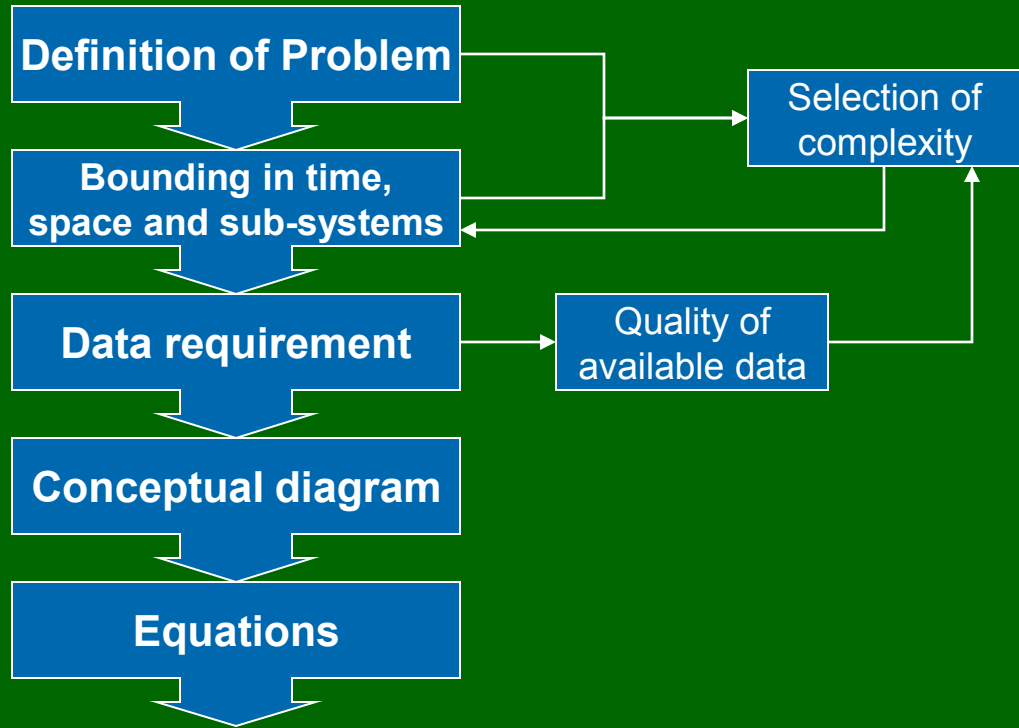 Definition of Problem
Selection of
complexity
Bounding in time,
space and sub-systems
Data requirement
Quality of
available data
Conceptual diagram
Equations